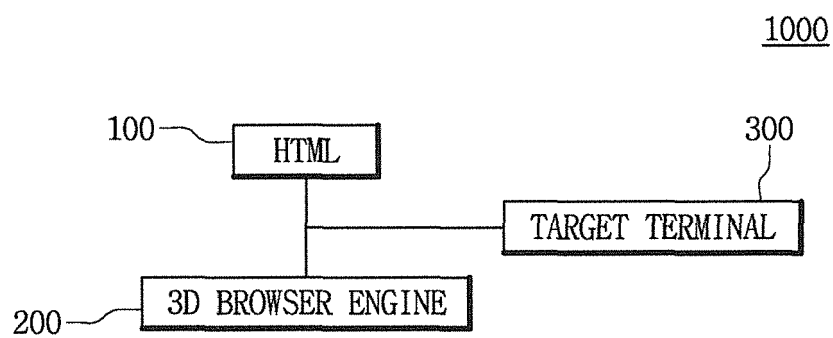 1000
100
HTML
300
TARGET TERMINAL
3D BROWSER ENGINE
200